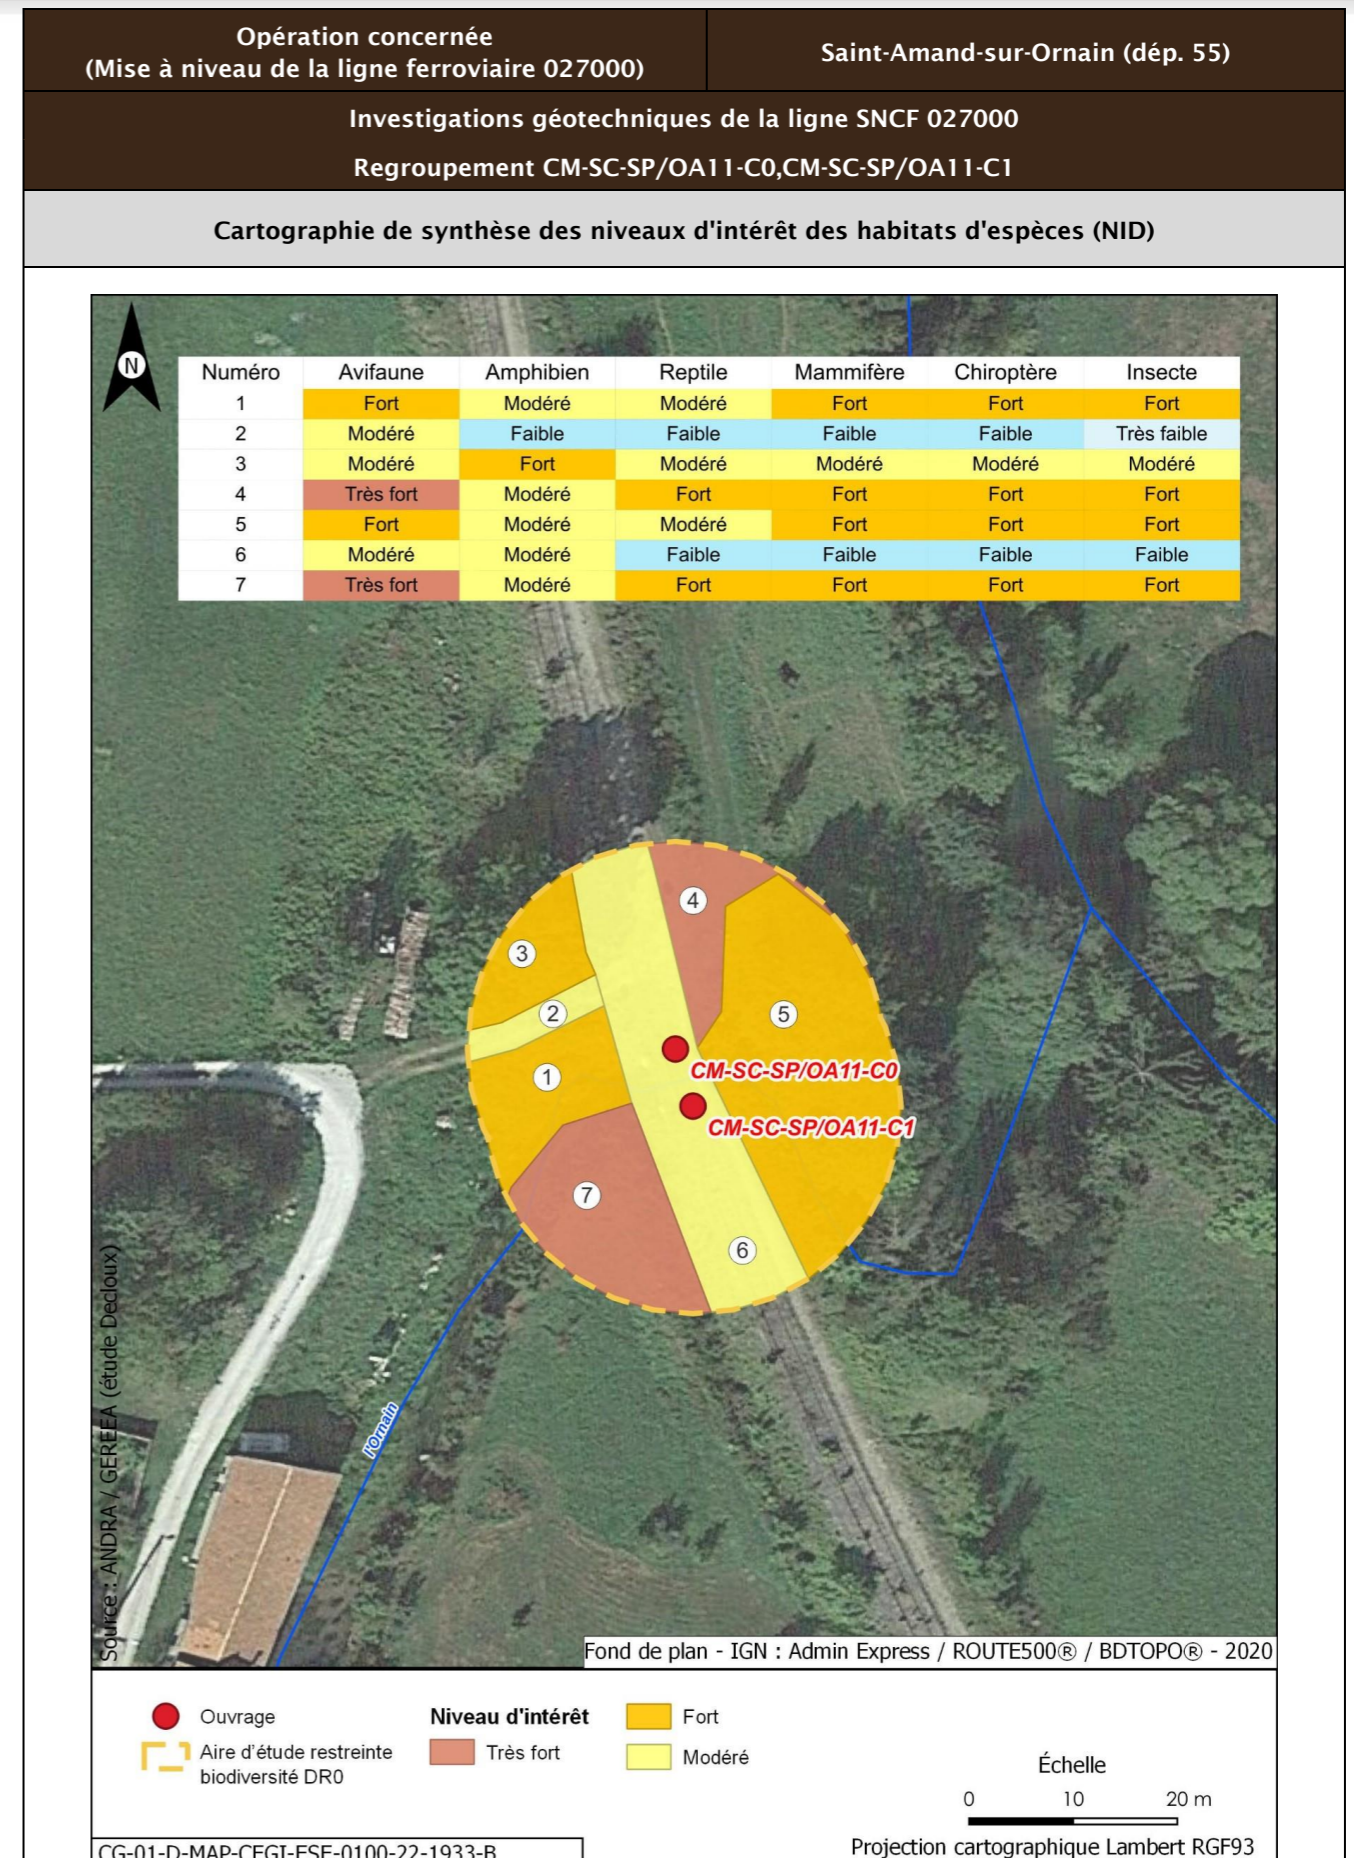 Opération concernée
(Mise à niveau de la ligne ferroviaire 027000)
Saint-Amand-sur-Ornain (dép. 55)
Investigations géotechniques de la ligne SNCF 027000
Regroupement CM-SC-SP/OA11-C0,CM-SC-SP/OA11-C1
Cartographie de synthèse des niveaux d'intérêt des habitats d'espèces (NID)
N
Numéro Avifaune Amphibien Reptile Mammifère Chiroptère Insecte
1 Fort Modéré Modéré Fort Fort Fort
2 Modéré Faible Faible Faible Faible Très faible
3 Modéré Fort Modéré Modéré Modéré Modéré
4 Très fort Modéré Fort Fort Fort Fort
5 Fort Modéré Modéré Fort Fort Fort
6 Modéré Modéré Faible Faible Faible Faible
7 Très fort Modéré Fort Fort Fort Fort
4
3
2
5
1
CM-SC-SP/OA11-C0
CM-SC-SP/OA11-C1
7
6
l'Ornain
Source : ANDRA / GEREEA (étude Decloux)
Fond de plan - IGN : Admin Express / ROUTE500® / BDTOPO® - 2020
Ouvrage
Aire d'étude restreinte
biodiversité DR0
Niveau d'intérêt
Très fort
Fort
Modéré
Échelle
0 10 20 m
Projection cartographique Lambert RGF93
CG-01-D-MAP-CEGI-ESE-0100-22-1933-B